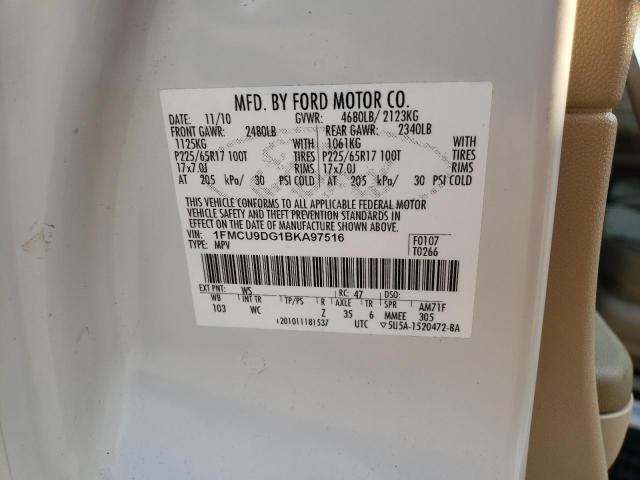 MFD. BY FORD MOTOR CO.
DATE: 11/10 GVWR: 4680LB/ 2123KG
FRONT GAWR: 2480LB REAR GAWR: 2340LB
1125KG WITH 1061KG WITH
P225/65R17 100T TIRES P225/65R17 100T TIRES
17x7.0J RIMS 17x7.0J RIMS
AT 205 kPa/ 30 PSI COLD AT 205 kPa/ 30 PSI COLD
THIS VEHICLE CONFORMS TO ALL APPLICABLE FEDERAL MOTOR
VEHICLE SAFETY AND THEFT PREVENTION STANDARDS IN
EFFECT ON THE DATE OF MANUFACTURE SHOWN ABOVE.
VIN: 1FMCU9DG1BKA97516 F0107
TYPE: MPV T0266
EXT PNT: WS RC: 47 DSO:
WB INT TR TP/PS R AXLE TR SPR AM71F
103 WC Z 35 6 MMEE 305
1201011181537 UTC ▽5U5A-1520472-BA